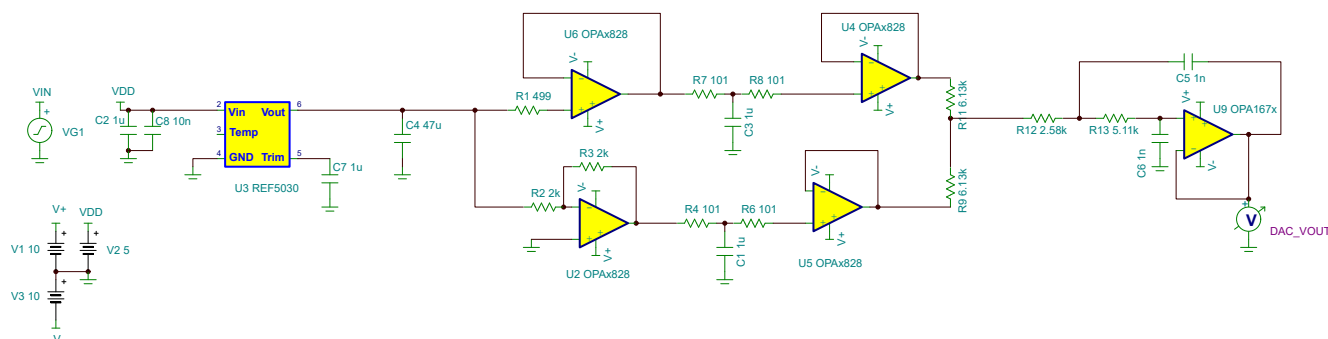 VIN
+
VG1
VDD
C2 1u
C8 10n
2
Vin
Vout
6
3
Temp
4
GND
Trim
5
U3 REF5030
C7 1u
C4 47u
V+
VDD
V1 10
+
+
V2 5
V3 10
+
V-
U6 OPAx828
V-
-
+
+
V+
R1 499
R2 2k
R3 2k
V-
-
+
+
V+
U2 OPAx828
R7 101
R8 101
C3 1u
R4 101
R6 101
C1 1u
U4 OPAx828
V-
-
+
+
V+
V-
-
+
+
V+
U5 OPAx828
R11 6.13k
R9 6.13k
R12 2.58k
R13 5.11k
C5 1n
C6 1n
V+
+
+
-
V-
U9 OPA167x
+
V
DAC_VOUT